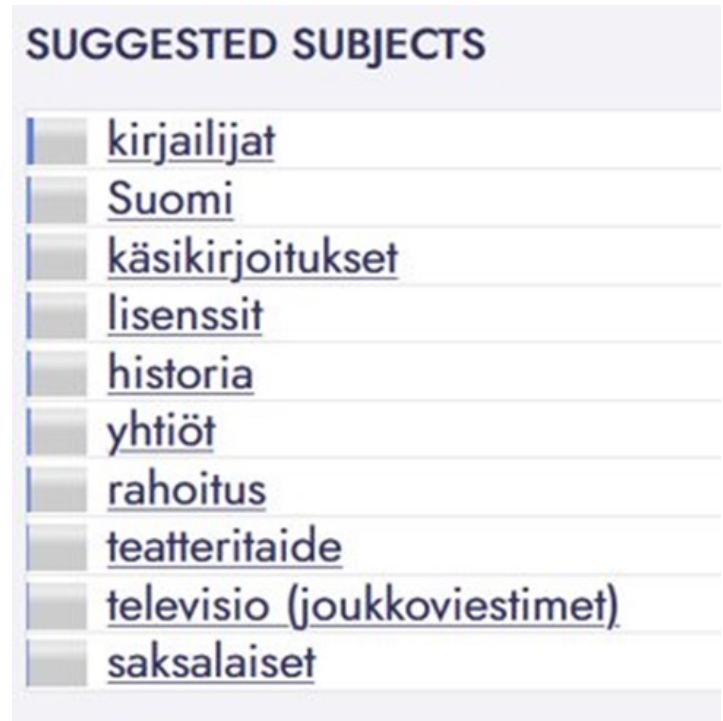 SUGGESTED SUBJECTS
kirjailijat
Suomi
käsikirjoitukset
lisenssit
historia
yhtiöt
rahoitus
teatteritaide
televisio (joukkoviestimet)
saksalaiset